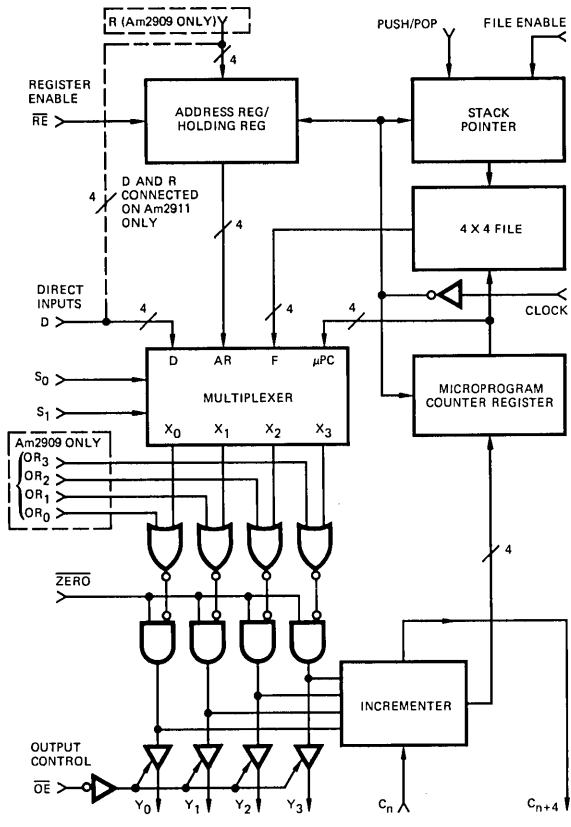 R (Am2909 ONLY)
4
PUSH/POP
FILE ENABLE
REGISTER
ENABLE
RE
ADDRESS REG/
HOLDING REG
STACK
POINTER
4
D AND R
CONNECTED
ON Am2911
ONLY
4
4 X 4 FILE
DIRECT
INPUTS
D
4
4
4
CLOCK
D AR F μPC
MULTIPLEXER
X0 X1 X2 X3
S0
S1
MICROPROGRAM
COUNTER REGISTER
Am2909 ONLY
OR3
OR2
OR1
OR0
4
ZERO
INCREMENTER
OUTPUT
CONTROL
OE
Y0 Y1 Y2 Y3
Cn
Cn+4